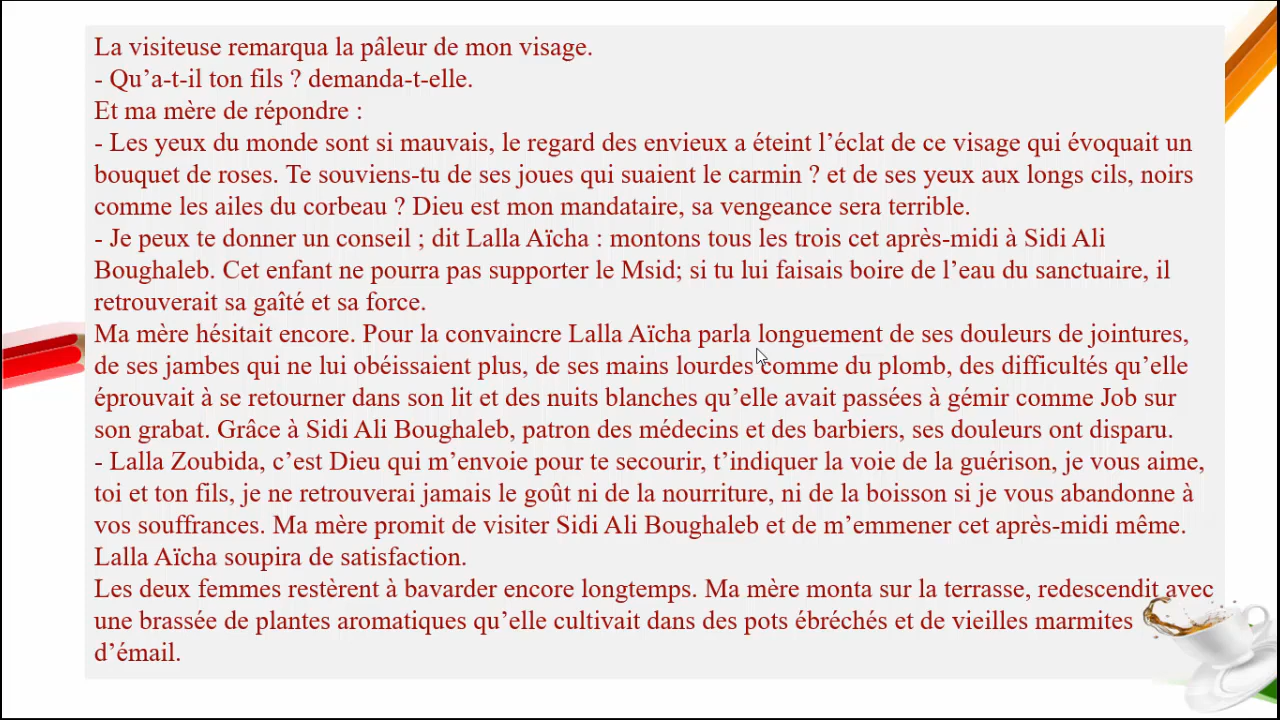 La visiteuse remarqua la pâleur de mon visage.
- Qu’a-t-il ton fils ? demanda-t-elle.
Et ma mère de répondre :
- Les yeux du monde sont si mauvais, le regard des envieux a éteint l’éclat de ce visage qui évoquait un
bouquet de roses. Te souviens-tu de ses joues qui suaient le carmin ? et de ses yeux aux longs cils, noirs
comme les ailes du corbeau ? Dieu est mon mandataire, sa vengeance sera terrible.
- Je peux te donner un conseil ; dit Lalla Aïcha : montons tous les trois cet après-midi à Sidi Ali
Boughaleb. Cet enfant ne pourra pas supporter le Msid; si tu lui faisais boire de l’eau du sanctuaire, il
retrouverait sa gaîté et sa force.
Ma mère hésitait encore. Pour la convaincre Lalla Aïcha parla longuement de ses douleurs de jointures,
de ses jambes qui ne lui obéissaient plus, de ses mains lourdes comme du plomb, des difficultés qu’elle
éprouvait à se retourner dans son lit et des nuits blanches qu’elle avait passées à gémir comme Job sur
son grabat. Grâce à Sidi Ali Boughaleb, patron des médecins et des barbiers, ses douleurs ont disparu.
- Lalla Zoubida, c’est Dieu qui m’envoie pour te secourir, t’indiquer la voie de la guérison, je vous aime,
toi et ton fils, je ne retrouverai jamais le goût ni de la nourriture, ni de la boisson si je vous abandonne à
vos souffrances. Ma mère promit de visiter Sidi Ali Boughaleb et de m’emmener cet après-midi même.
Lalla Aïcha soupira de satisfaction.
Les deux femmes restèrent à bavarder encore longtemps. Ma mère monta sur la terrasse, redescendit avec
une brassée de plantes aromatiques qu’elle cultivait dans des pots ébréchés et de vieilles marmites
d’émail.